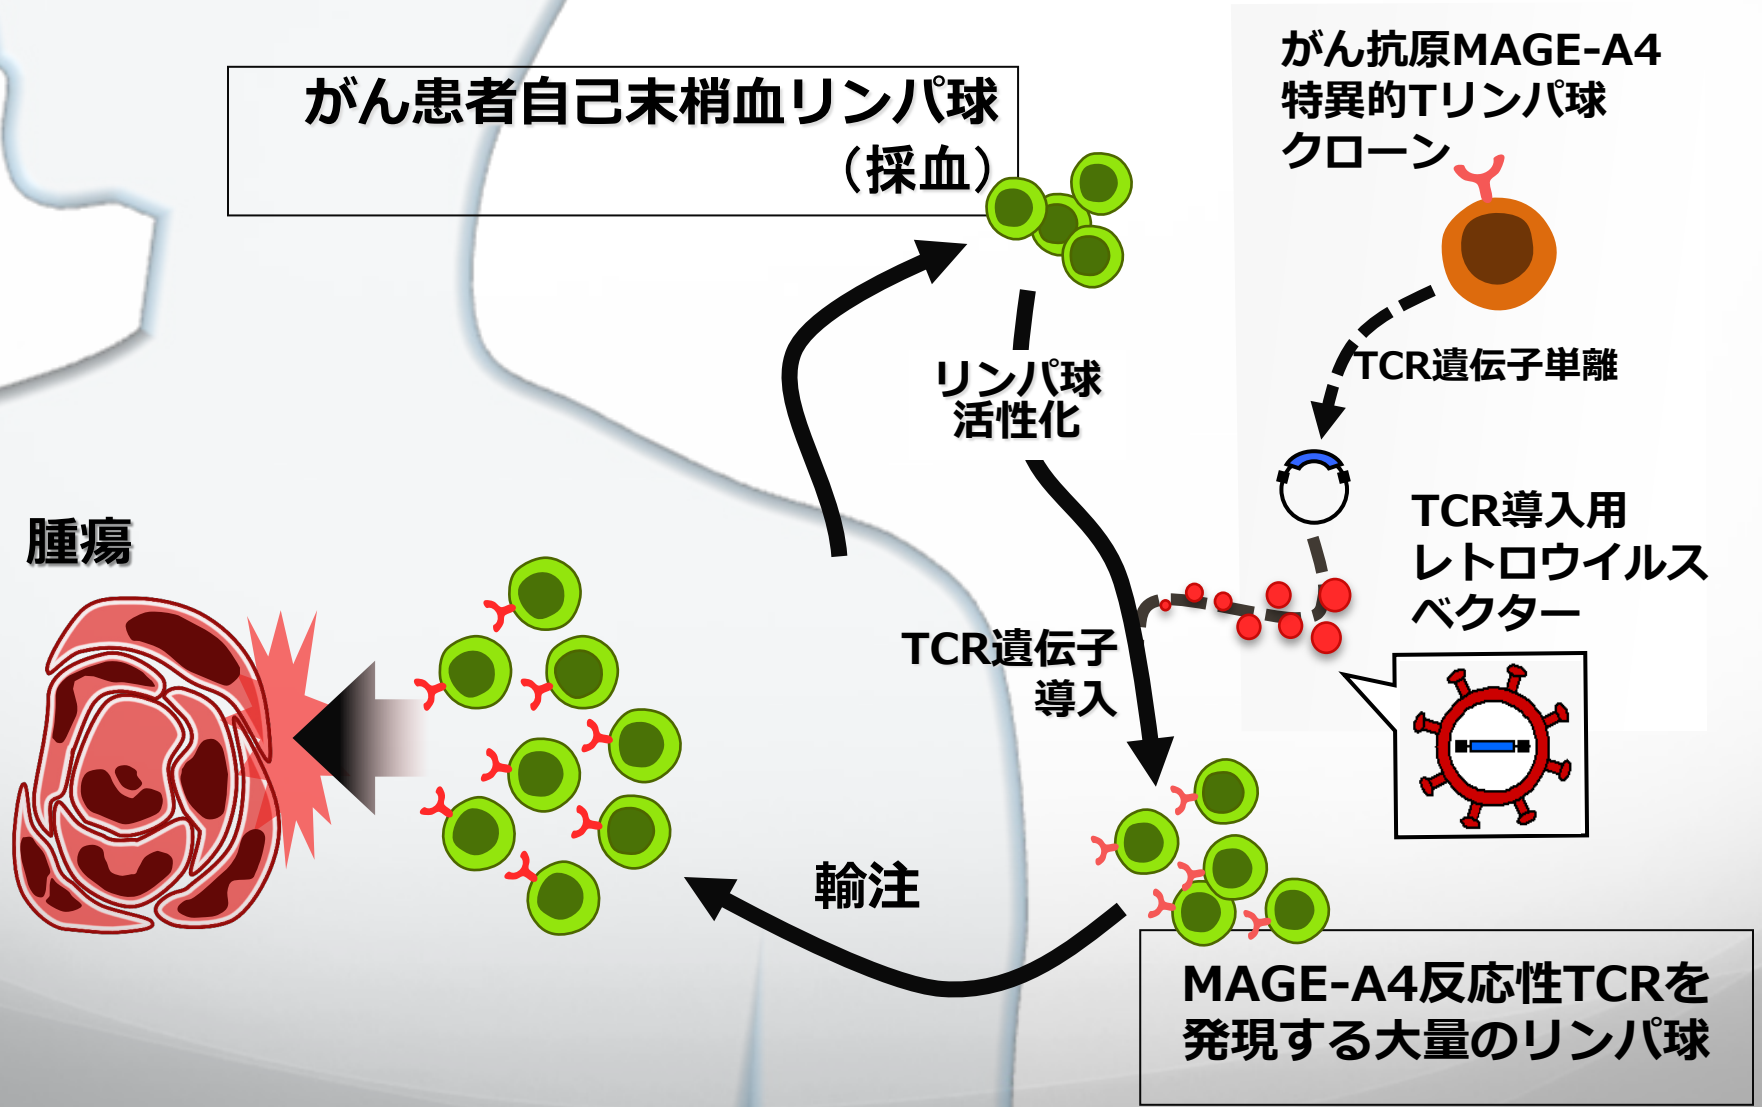 がん患者自己末梢血リンパ球
（採血）
がん抗原MAGE-A4
特異的Tリンパ球
クローン
TCR遺伝子単離
リンパ球
活性化
TCR導入用
レトロウイルス
ベクター
腫瘍
TCR遺伝子
導入
輸注
MAGE-A4反応性TCRを
発現する大量のリンパ球